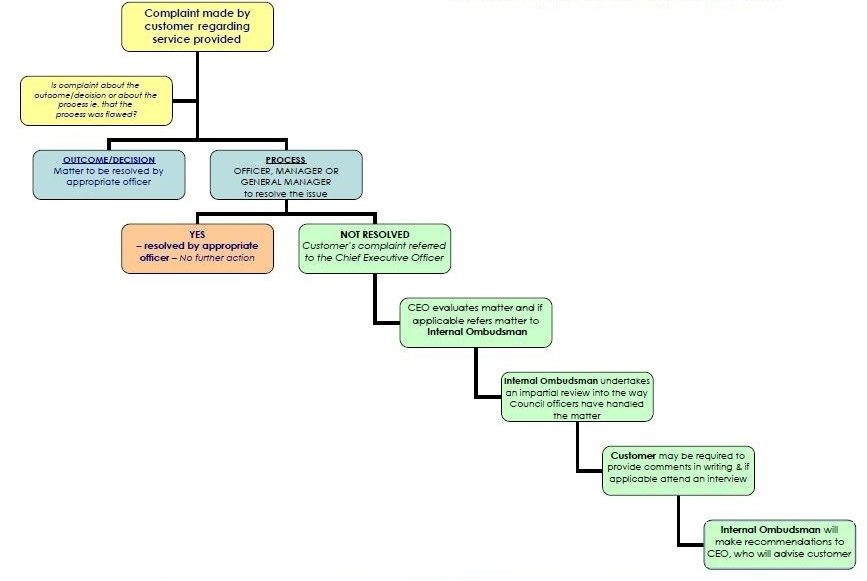 Complaint made by
customer regarding
service provided
Is complaint about the
outcome/decision or about the
process ie. that the
process was flawed?
OUTCOME/DECISION
Matter to be resolved by
appropriate officer
PROCESS
OFFICER, MANAGER OR
GENERAL MANAGER
to resolve the issue
YES
– resolved by appropriate
officer – No further action
NOT RESOLVED
Customer's complaint referred
to the Chief Executive Officer
CEO evaluates matter and if
applicable refers matter to
Internal Ombudsman
Internal Ombudsman undertakes
an impartial review into the way
Council officers have handled
the matter
Customer may be required to
provide comments in writing & if
applicable attend an interview
Internal Ombudsman will
make recommendations to
CEO, who will advise customer